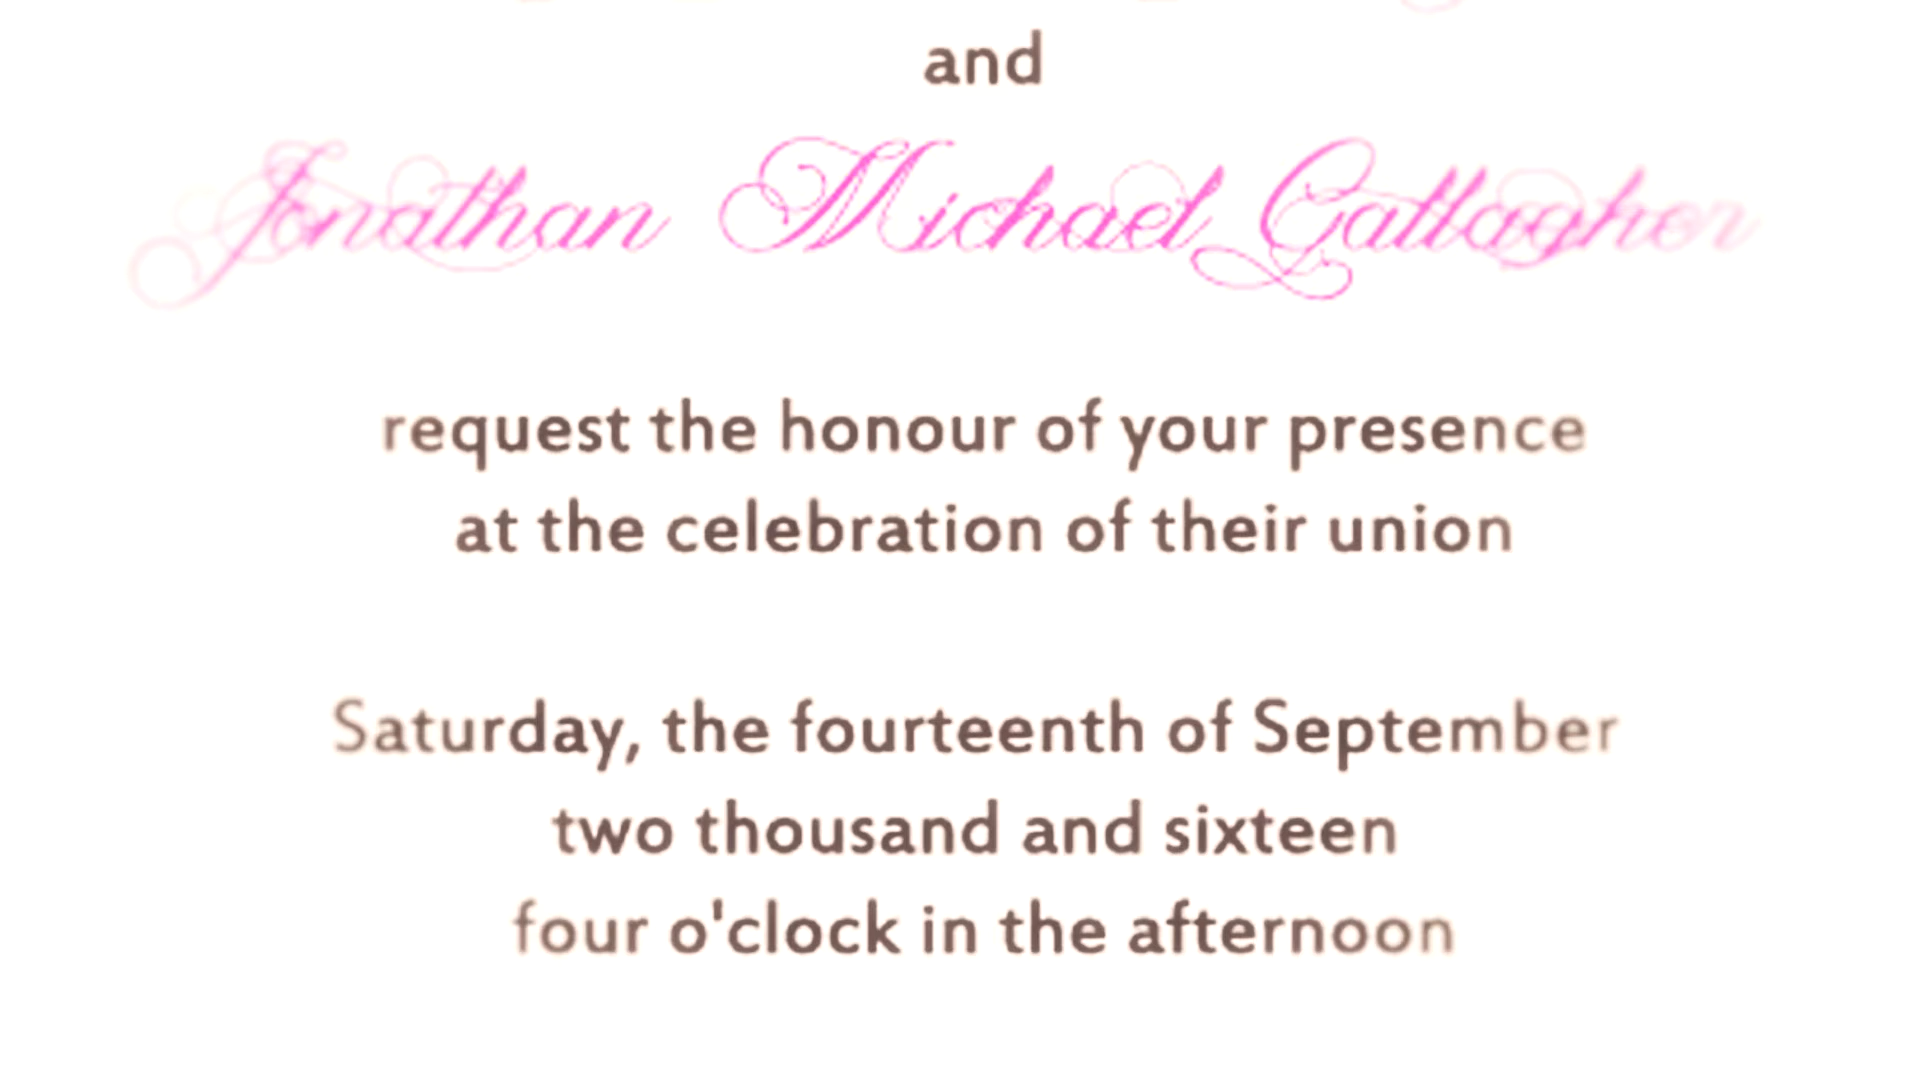 and
Jonathan Michael Gallagher
request the honour of your presence
at the celebration of their union
Saturday, the fourteenth of September
two thousand and sixteen
four o'clock in the afternoon